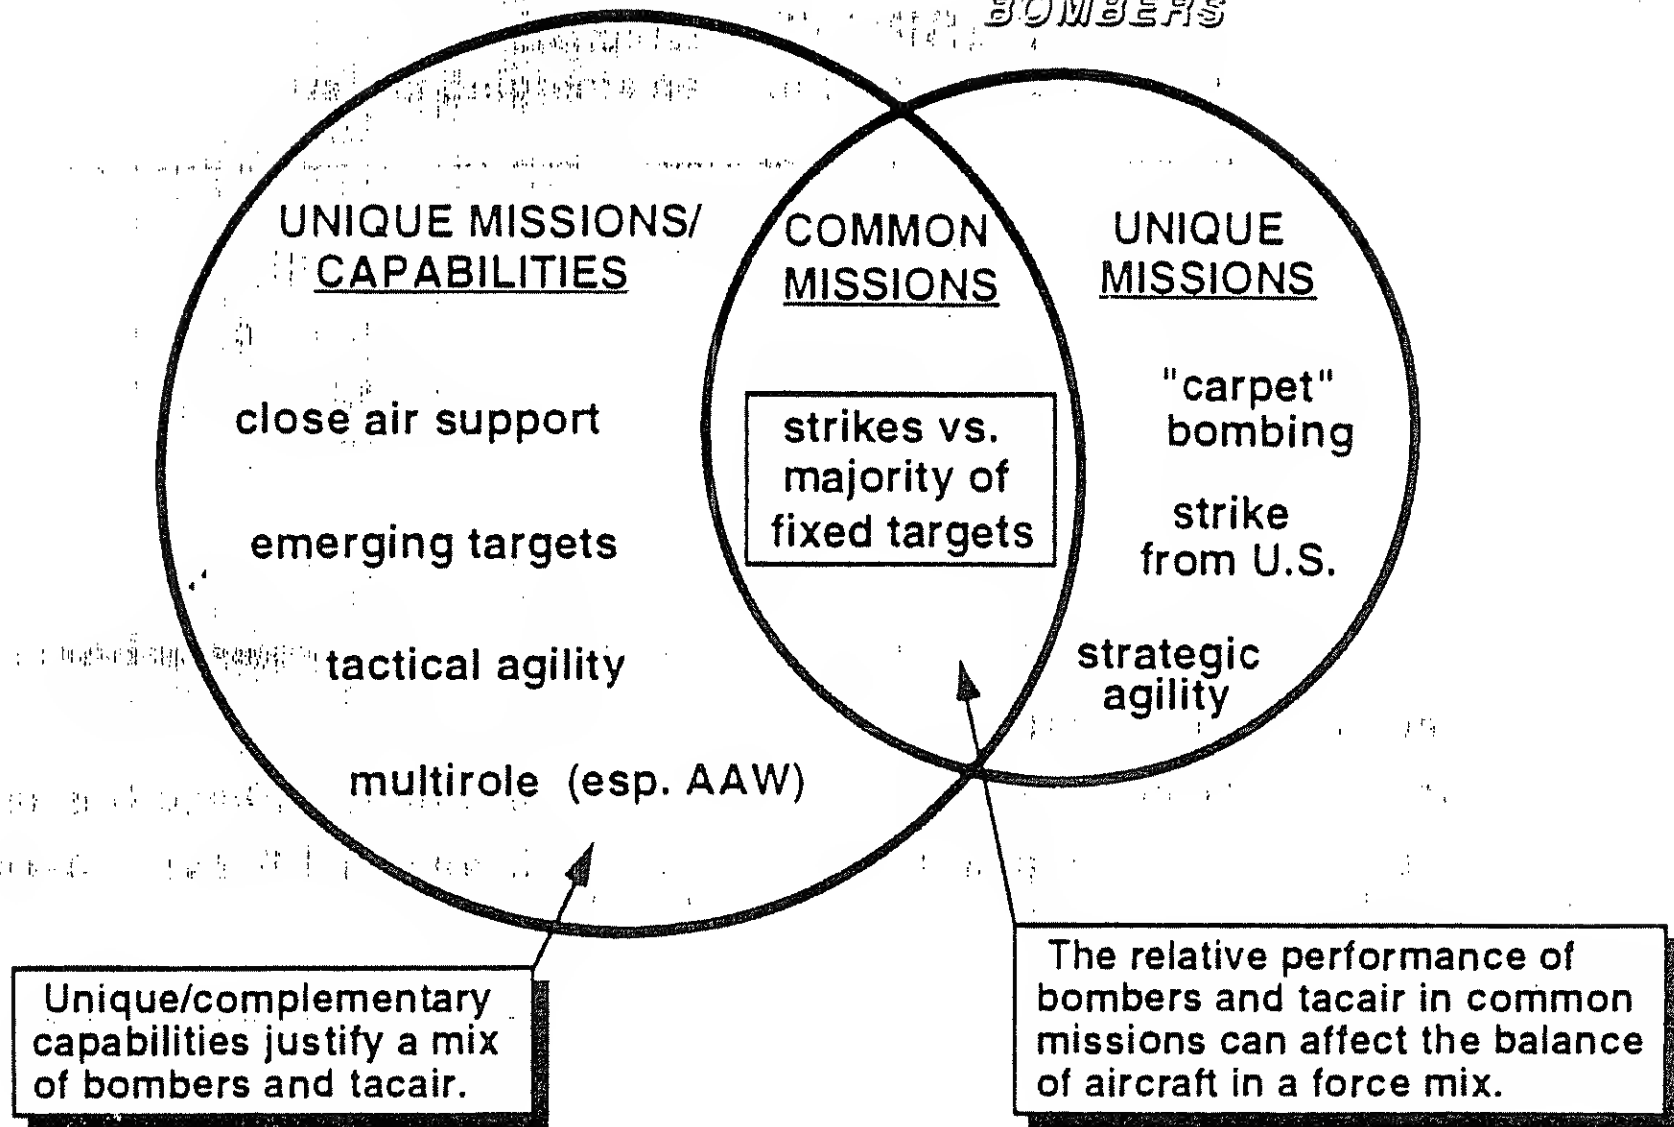 BOMBERS
UNIQUE MISSIONS/
CAPABILITIES
close air support
emerging targets
tactical agility
multirole (esp. AAW)
COMMON
MISSIONS
strikes vs.
majority of
fixed targets
UNIQUE
MISSIONS
"carpet"
bombing
strike
from U.S.
strategic
agility
Unique/complementary
capabilities justify a mix
of bombers and tacair.
The relative performance of
bombers and tacair in common
missions can affect the balance
of aircraft in a force mix.